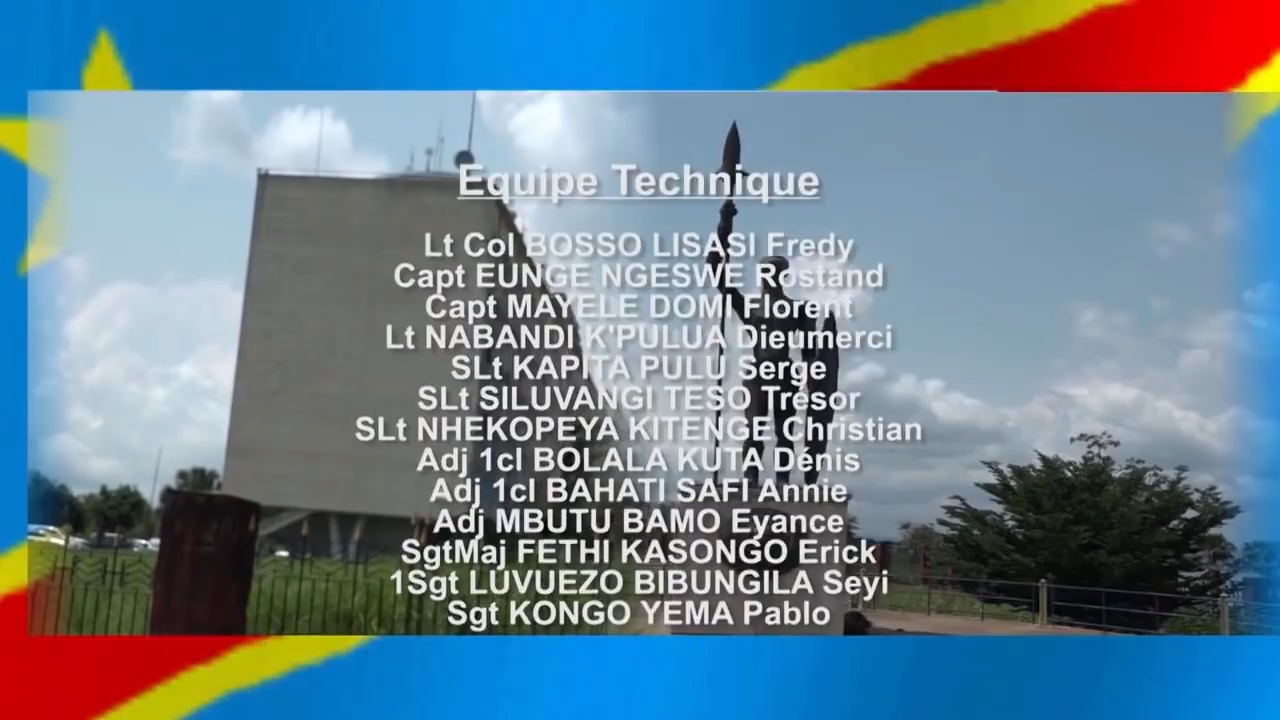 Equipe Technique
Lt Col BOSSO LISASI Fredy
Capt EUNGE NGESWE Rostand
Capt MAYELE DOMI Florent
Lt NABANDI K'PULUA Dieumerci
SLt KAPITA PULU Serge
SLt SILUVANGI TESO Trésor
SLt NHEKOPEYA KITENGE Christian
Adj 1cl BOLALA KUTA Dénis
Adj 1cl BAHATI SAFI Annie
Adj MBUTU BAMO Eyance
SgtMaj FETHI KASONGO Erick
1Sgt LUVUEZO BIBUNGILA Seyi
Sgt KONGO YEMA Pablo